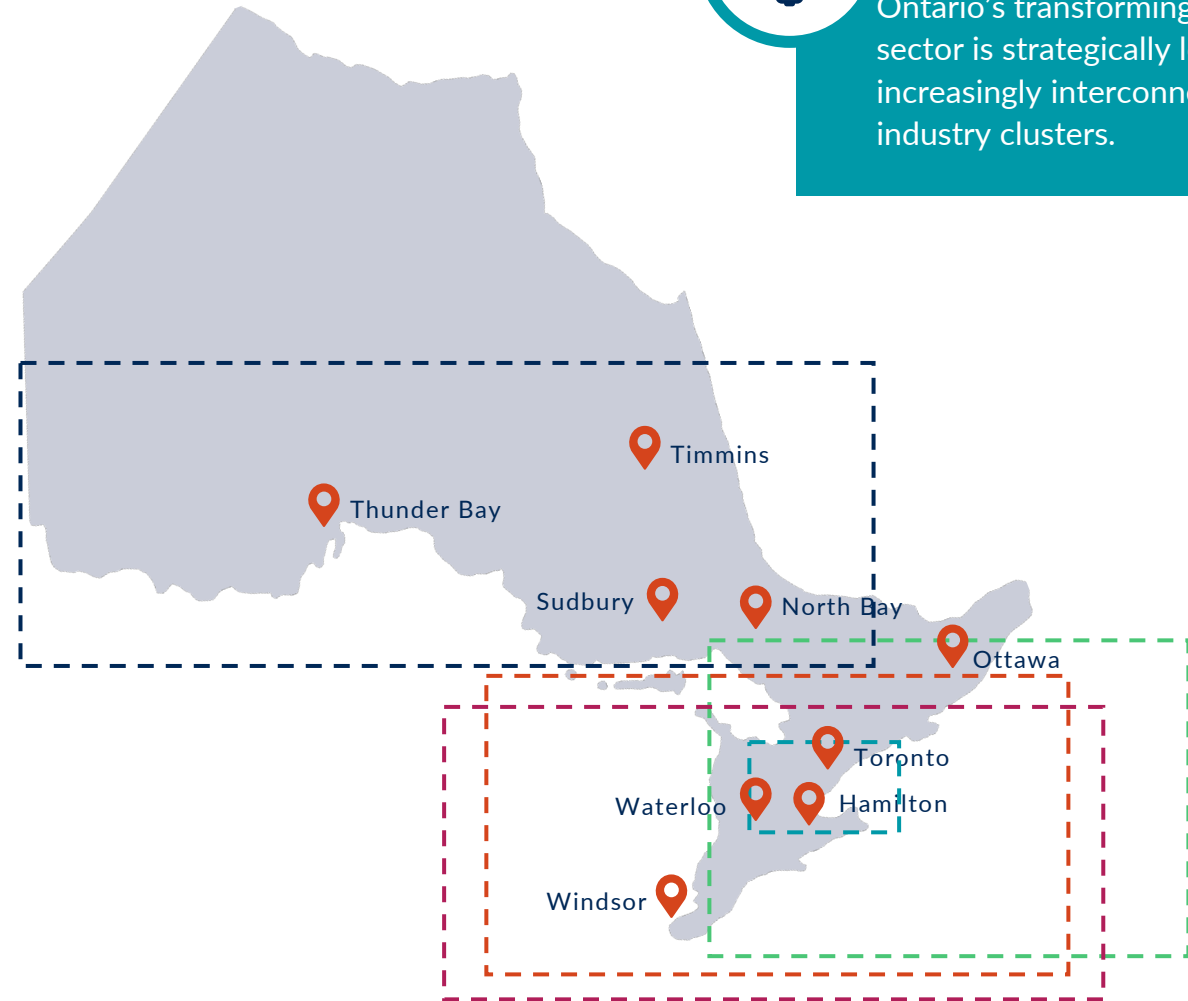 Ontario's transforming
sector is strategically
increasingly
industry clusters.
Timmins
Thunder Bay
Sudbury
North Bay
Ottawa
Toronto
Waterloo
Hamilton
Windsor